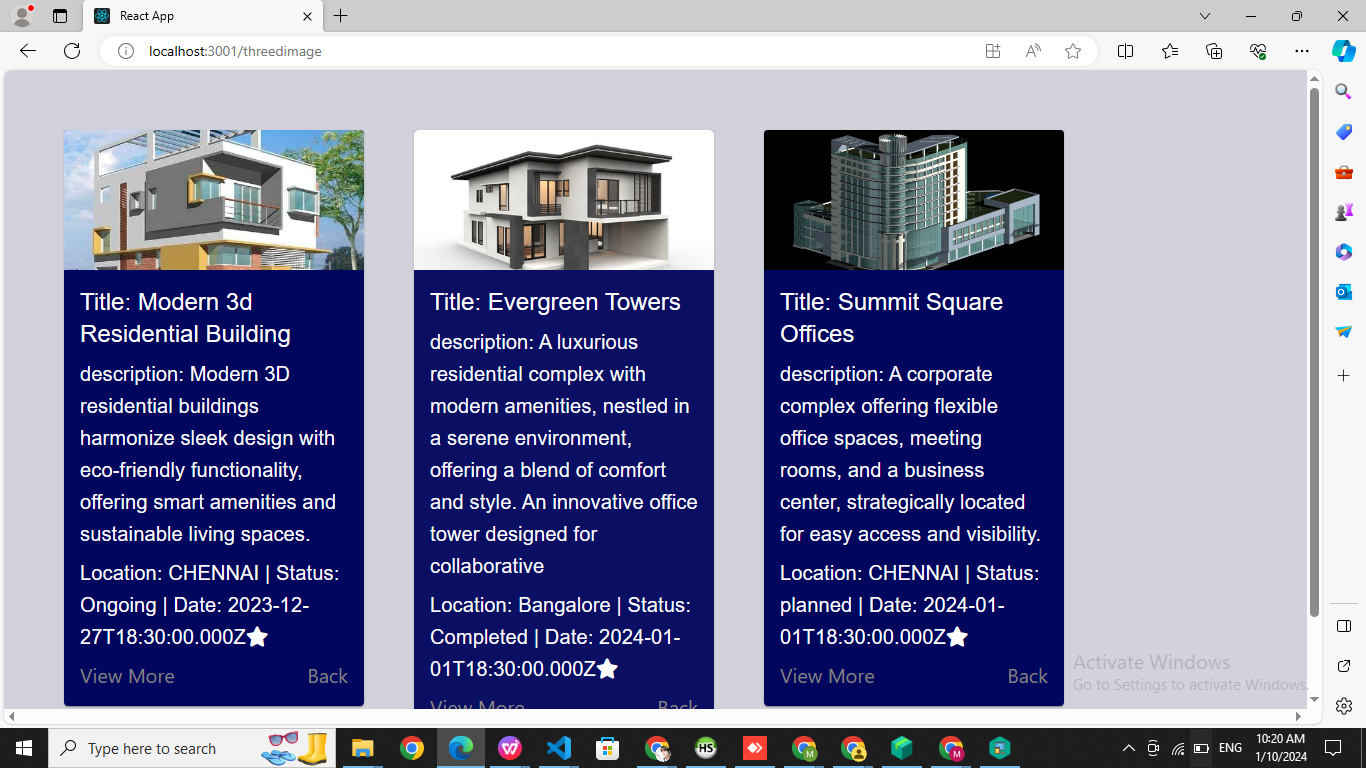 React App
localhost:3001/threedimage
Title: Modern 3d
Residential Building
description: Modern 3D
residential buildings
harmonize sleek design with
eco-friendly functionality,
offering smart amenities and
sustainable living spaces.
Location: CHENNAI | Status:
Ongoing | Date: 2023-12-
27T18:30:00.000Z
View More
Back
Title: Evergreen Towers
description: A luxurious
residential complex with
modern amenities, nestled in
a serene environment,
offering a blend of comfort
and style. An innovative office
tower designed for
collaborative
Location: Bangalore | Status:
Completed | Date: 2024-01-
01T18:30:00.000Z
View More
Back
Title: Summit Square
Offices
description: A corporate
complex offering flexible
office spaces, meeting
rooms, and a business
center, strategically located
for easy access and visibility.
Location: CHENNAI | Status:
planned | Date: 2024-01-
01T18:30:00.000Z
View More
Back
Activate Windows
Go to Settings to activate Windows.
Type here to search
HS
M
M
ENG
10:20 AM
1/10/2024